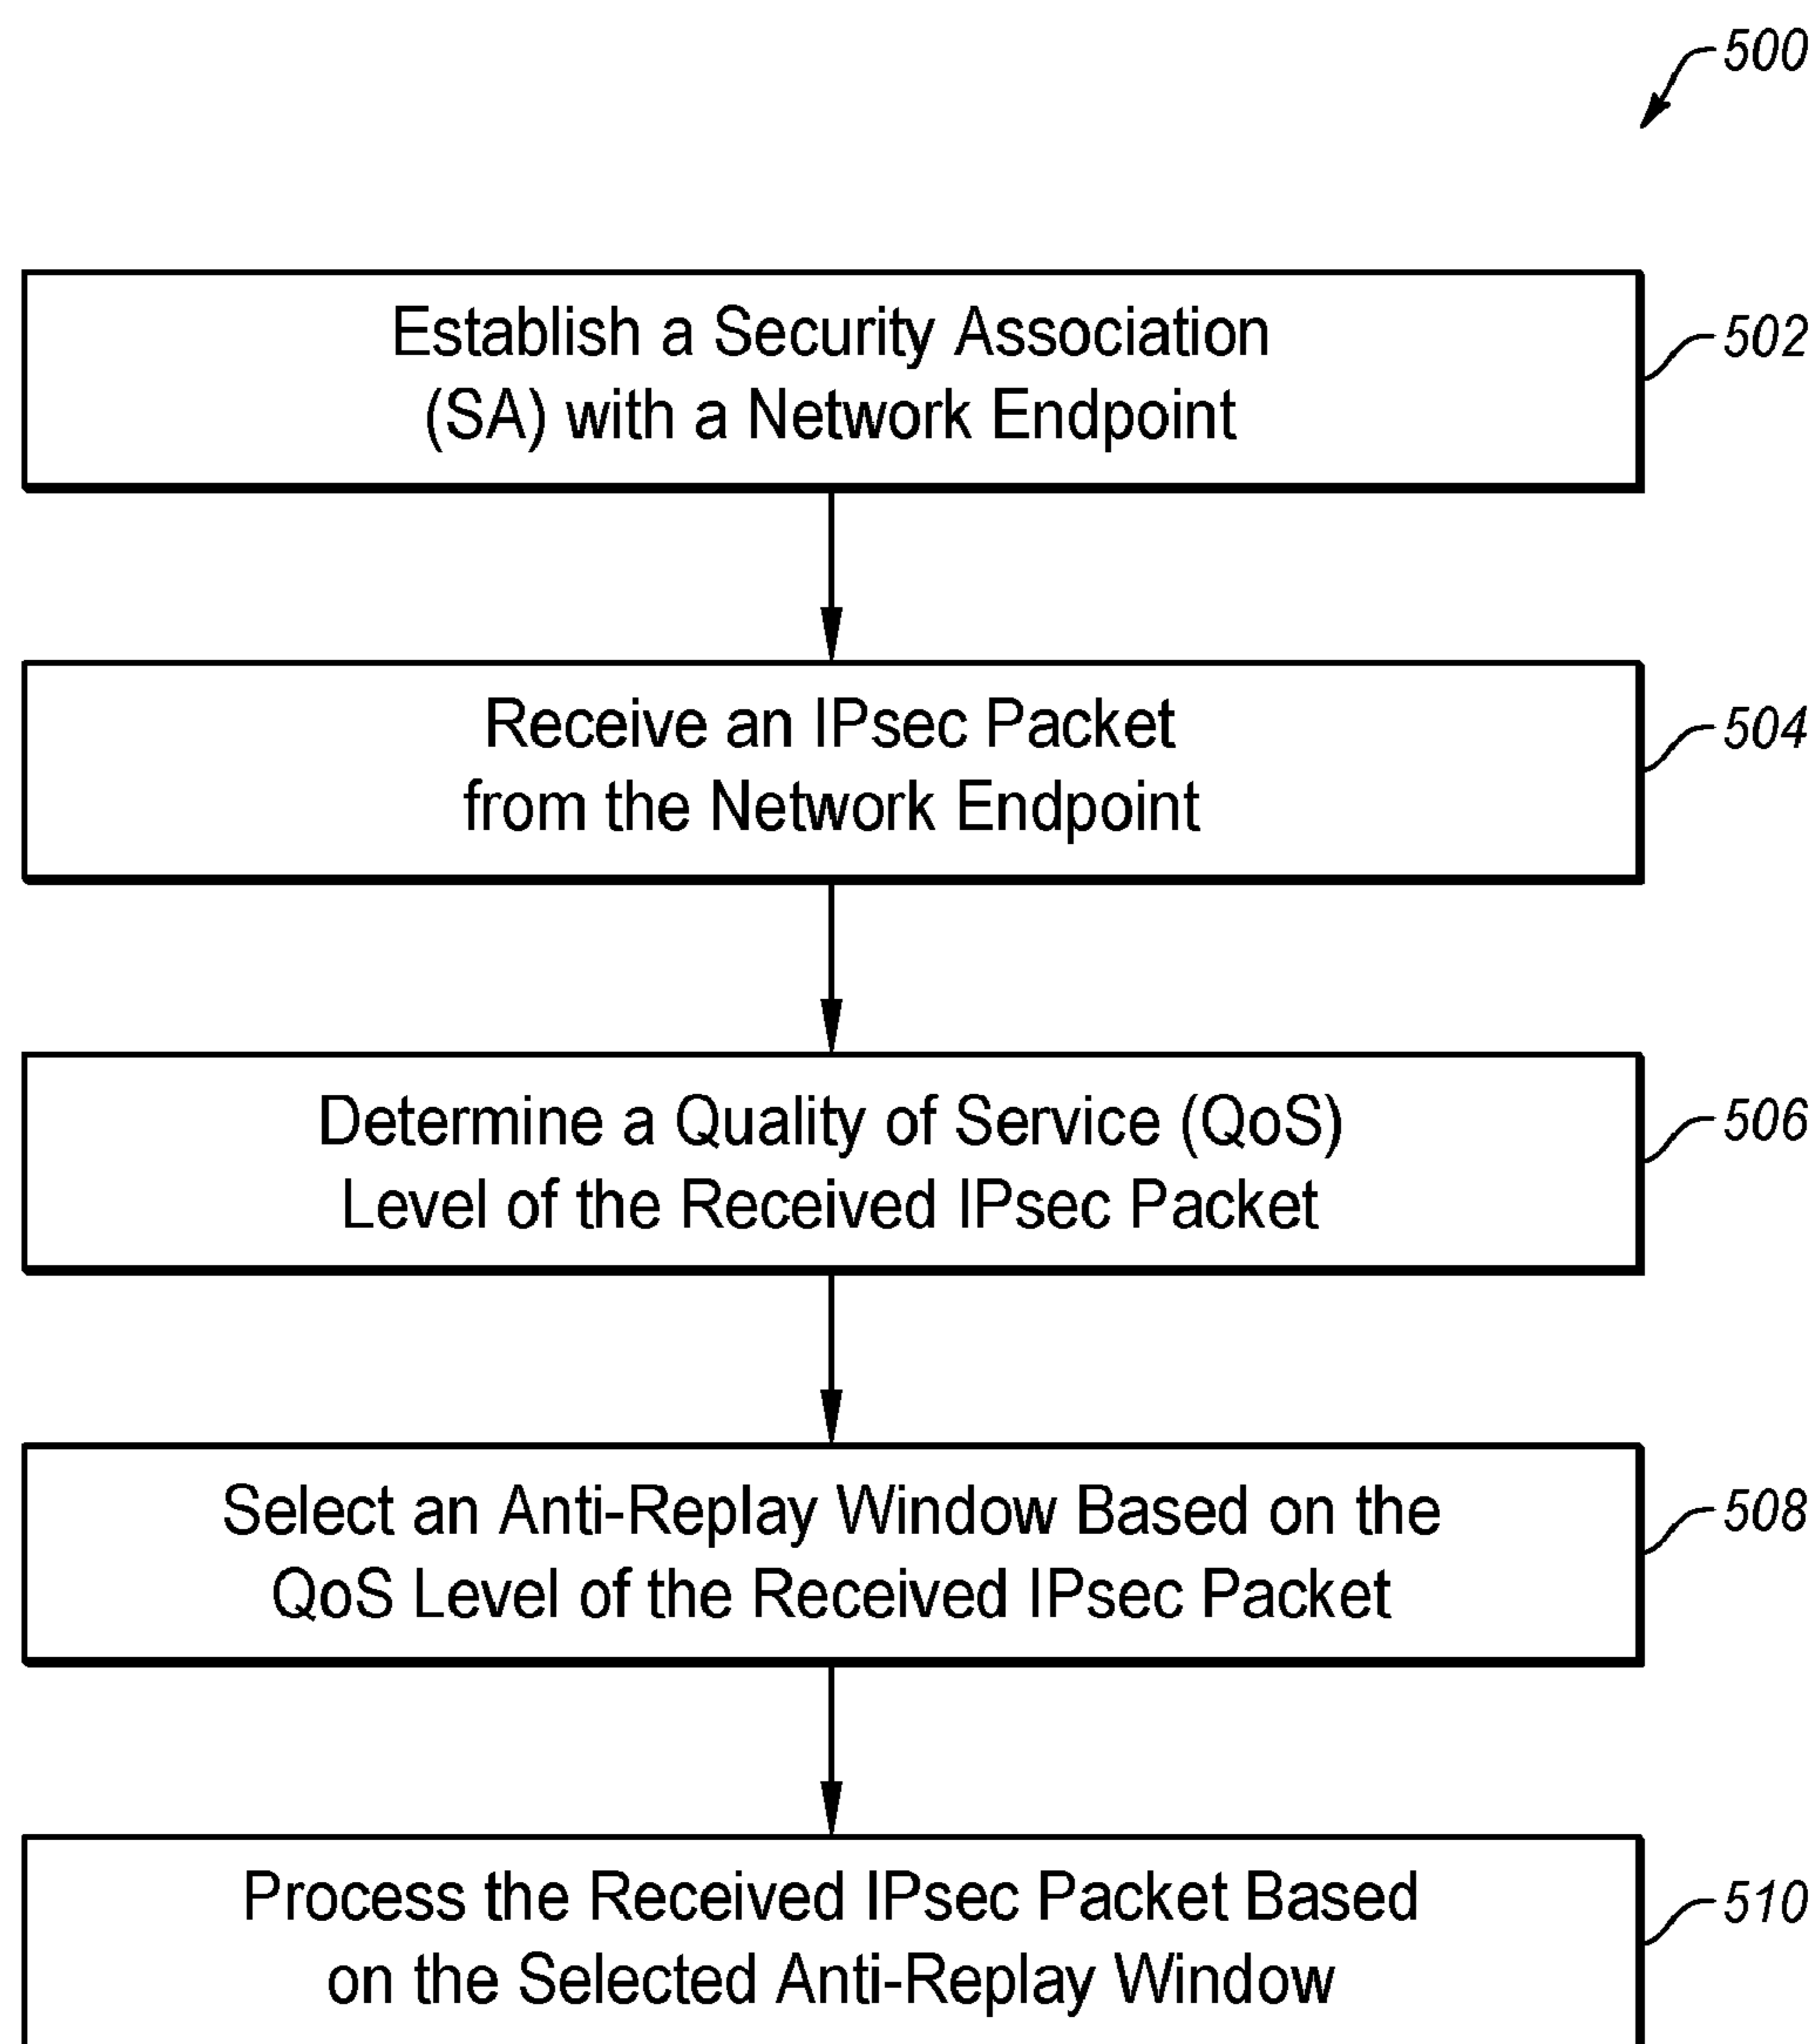 500
Establish a Security Association
(SA) with a Network Endpoint
502
Receive an IPsec Packet
from the Network Endpoint
504
Determine a Quality of Service (QoS)
Level of the Received IPsec Packet
506
Select an Anti-Replay Window Based on the
QoS Level of the Received IPsec Packet
508
Process the Received IPsec Packet Based
on the Selected Anti-Replay Window
510